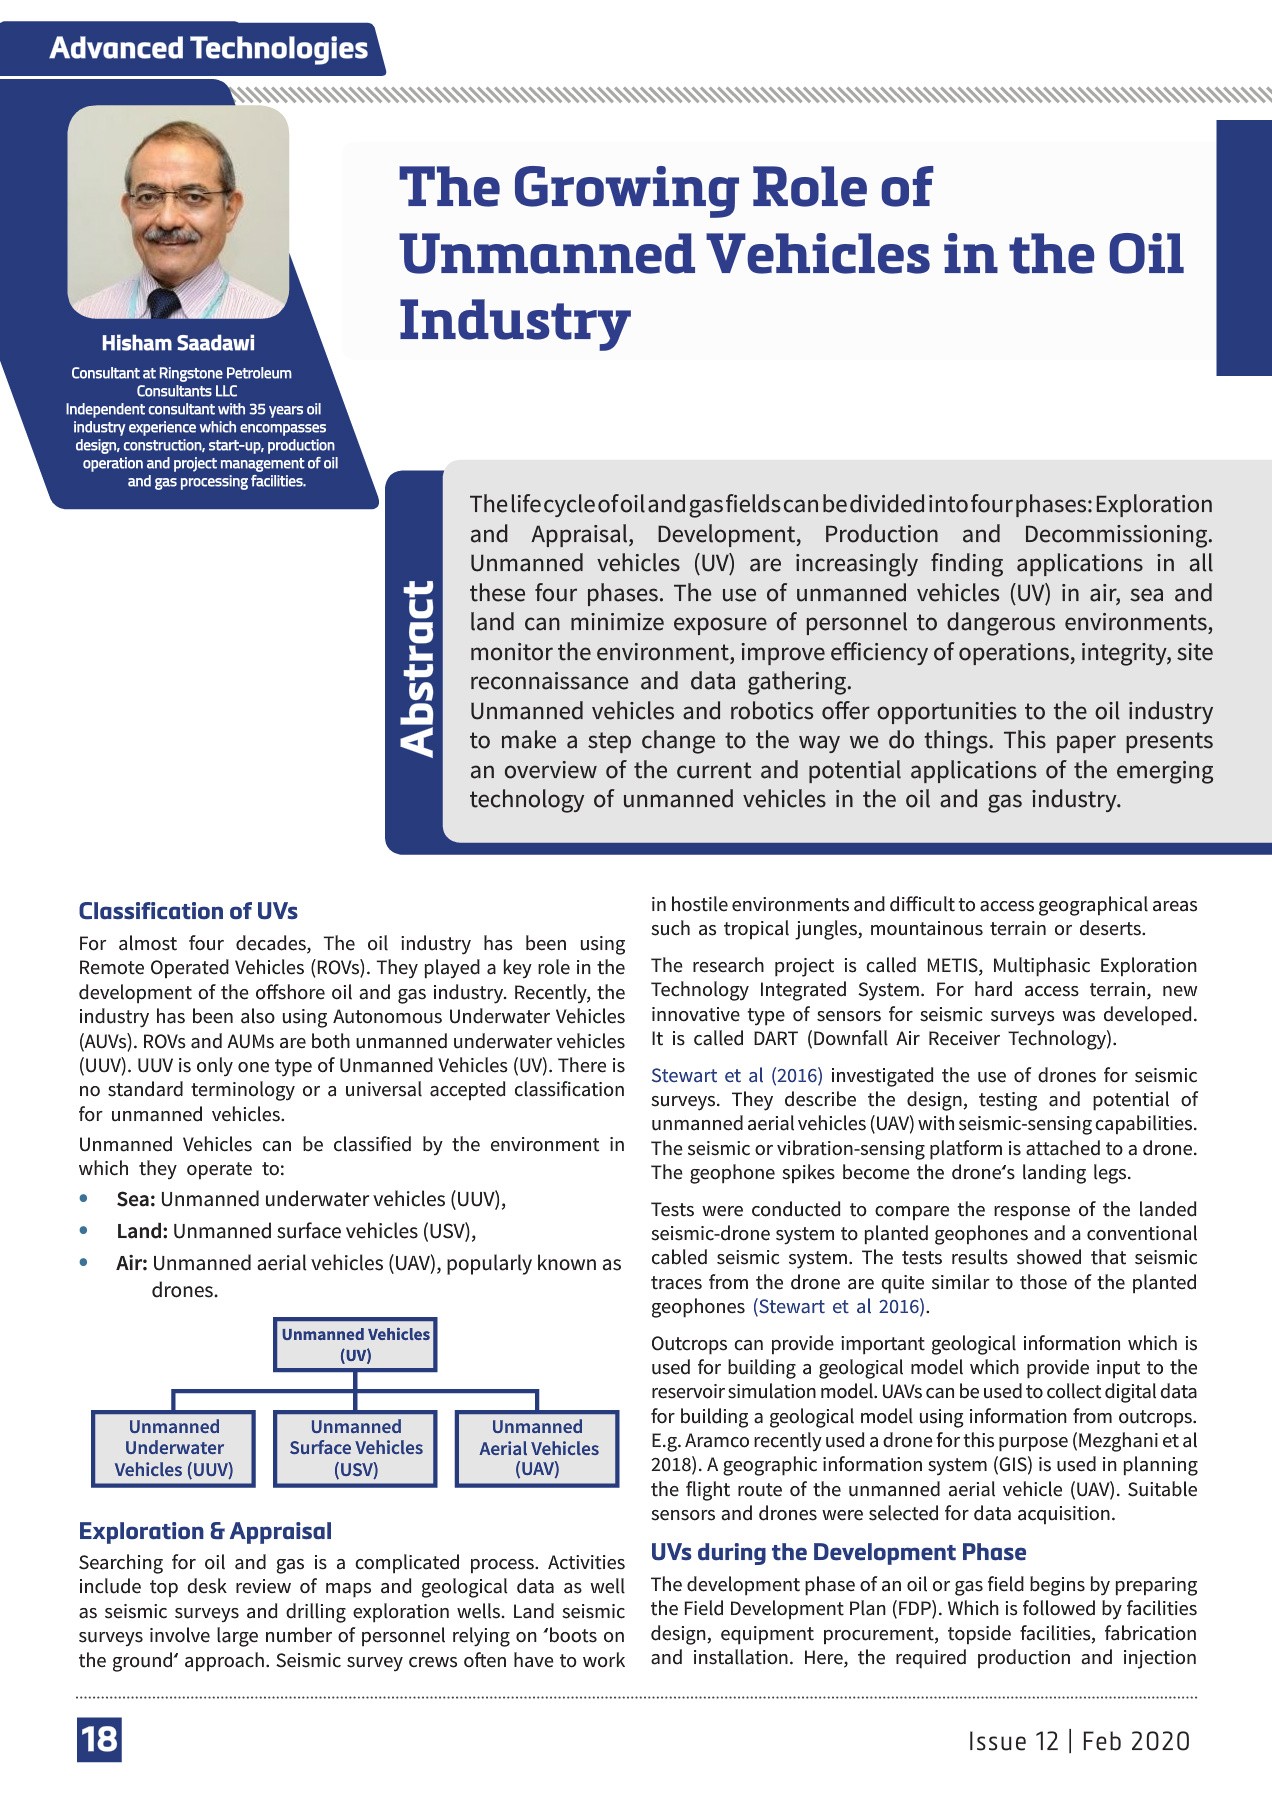 Advanced Technologies
Hisham Saadawi
Consultant at Ringstone Petroleum
Consultants LLC
Independent consultant with 35 years oil
industry experience which encompasses
design, construction, start-up, production
operation and project management of oil
and gas processing facilities.
The Growing Role of
Unmanned Vehicles in the Oil
Industry
Abstract
The life cycle of oil and gas fields can be divided into four phases: Exploration
and Appraisal, Development, Production and Decommissioning.
Unmanned vehicles (UV) are increasingly finding applications in all
these four phases. The use of unmanned vehicles (UV) in air, sea and
land can minimize exposure of personnel to dangerous environments,
monitor the environment, improve efficiency of operations, integrity, site
reconnaissance and data gathering.
Unmanned vehicles and robotics offer opportunities to the oil industry
to make a step change to the way we do things. This paper presents
an overview of the current and potential applications of the emerging
technology of unmanned vehicles in the oil and gas industry.
Classification of UVs
For almost four decades, The oil industry has been using
Remote Operated Vehicles (ROVs). They played a key role in the
development of the offshore oil and gas industry. Recently, the
industry has been also using Autonomous Underwater Vehicles
(AUVs). ROVs and AUMs are both unmanned underwater vehicles
(UUV). UUV is only one type of Unmanned Vehicles (UV). There is
no standard terminology or a universal accepted classification
for unmanned vehicles.
Unmanned Vehicles can be classified by the environment in
which they operate to:
• Sea: Unmanned underwater vehicles (UUV),
• Land: Unmanned surface vehicles (USV),
• Air: Unmanned aerial vehicles (UAV), popularly known as
drones.
Unmanned Vehicles
(UV)
Unmanned
Underwater
Vehicles (UUV)
Unmanned
Surface Vehicles
(USV)
Unmanned
Aerial Vehicles
(UAV)
Exploration & Appraisal
Searching for oil and gas is a complicated process. Activities
include top desk review of maps and geological data as well
as seismic surveys and drilling exploration wells. Land seismic
surveys involve large number of personnel relying on ‘boots on
the ground‘ approach. Seismic survey crews often have to work
in hostile environments and difficult to access geographical areas
such as tropical jungles, mountainous terrain or deserts.
The research project is called METIS, Multiphasic Exploration
Technology Integrated System. For hard access terrain, new
innovative type of sensors for seismic surveys was developed.
It is called DART (Downfall Air Receiver Technology).
Stewart et al (2016) investigated the use of drones for seismic
surveys. They describe the design, testing and potential of
unmanned aerial vehicles (UAV) with seismic-sensing capabilities.
The seismic or vibration-sensing platform is attached to a drone.
The geophone spikes become the drone‘s landing legs.
Tests were conducted to compare the response of the landed
seismic-drone system to planted geophones and a conventional
cabled seismic system. The tests results showed that seismic
traces from the drone are quite similar to those of the planted
geophones (Stewart et al 2016).
Outcrops can provide important geological information which is
used for building a geological model which provide input to the
reservoir simulation model. UAVs can be used to collect digital data
for building a geological model using information from outcrops.
E.g. Aramco recently used a drone for this purpose (Mezghani et al
2018). A geographic information system (GIS) is used in planning
the flight route of the unmanned aerial vehicle (UAV). Suitable
sensors and drones were selected for data acquisition.
UVs during the Development Phase
The development phase of an oil or gas field begins by preparing
the Field Development Plan (FDP). Which is followed by facilities
design, equipment procurement, topside facilities, fabrication
and installation. Here, the required production and injection
18
Issue 12 | Feb 2020